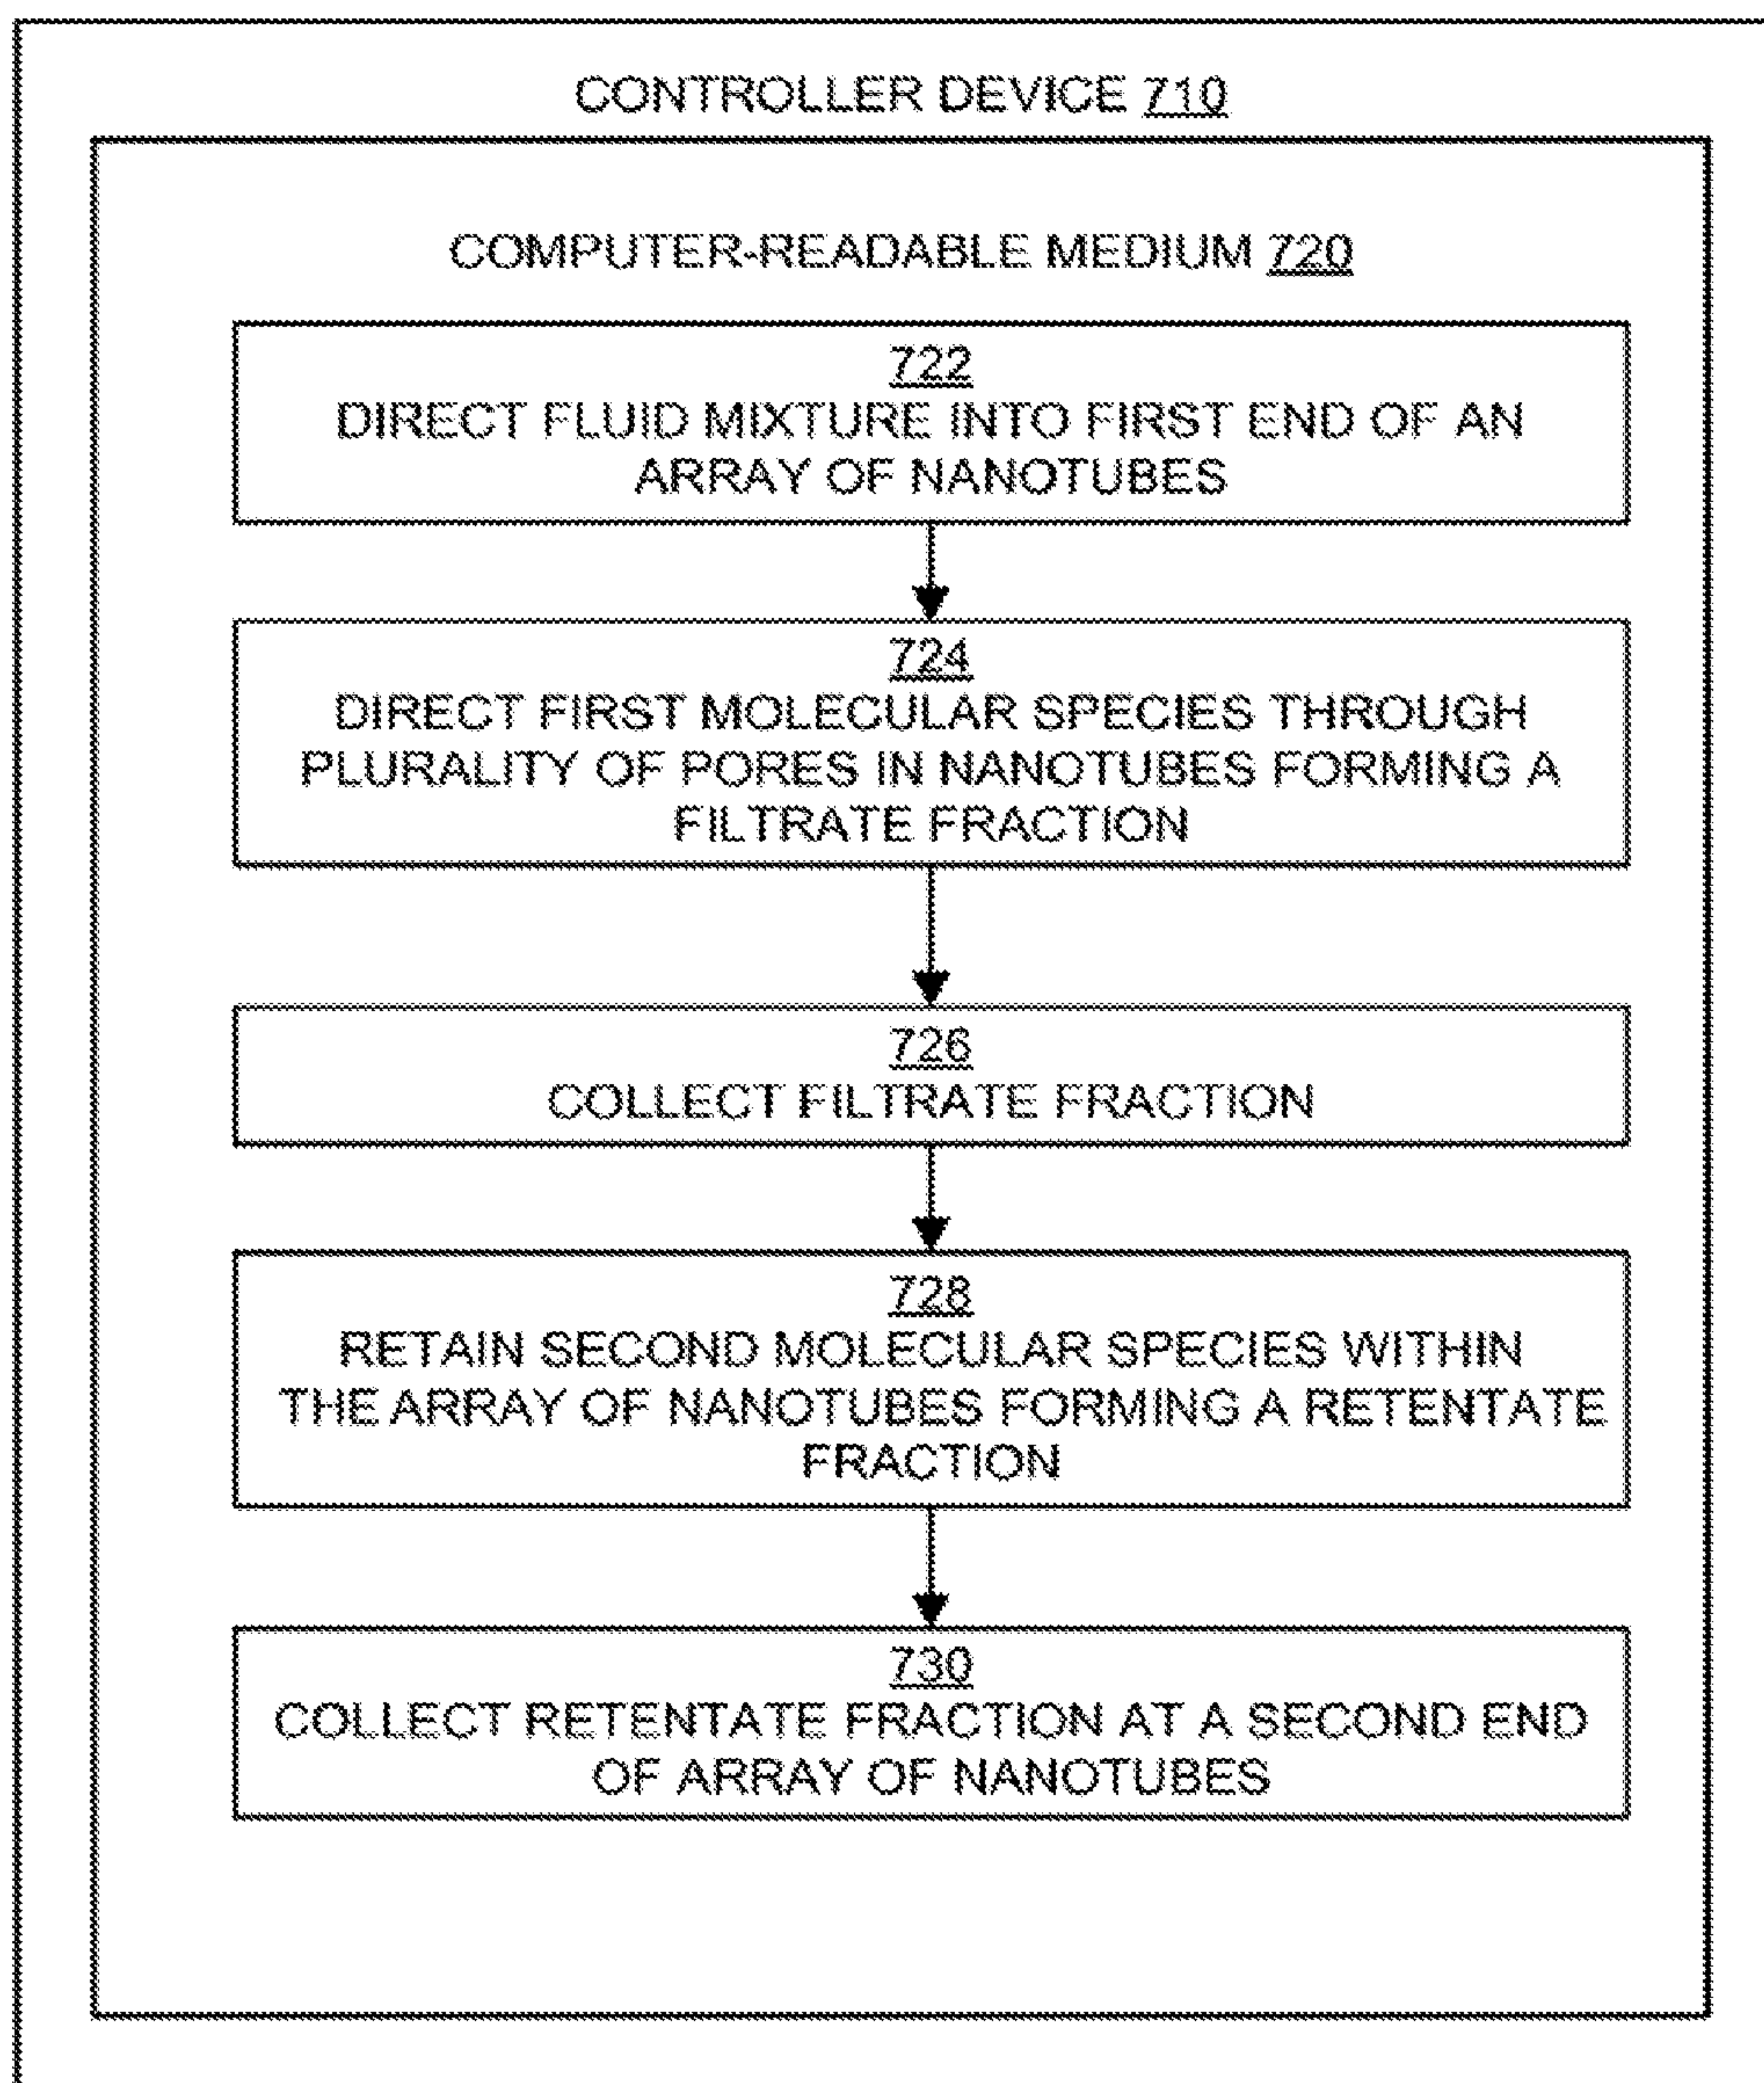 CONTROLLER DEVICE 710
COMPUTER-READABLE MEDIUM 720
722
DIRECT FLUID MIXTURE INTO FIRST END OF AN
ARRAY OF NANOTUBES
724
DIRECT FIRST MOLECULAR SPECIES THROUGH
PLURALITY OF PORES IN NANOTUBES FORMING A
FILTRATE FRACTION
726
COLLECT FILTRATE FRACTION
728
RETAIN SECOND MOLECULAR SPECIES WITHIN
THE ARRAY OF NANOTUBES FORMING A RETENTATE
FRACTION
730
COLLECT RETENTATE FRACTION AT A SECOND END
OF ARRAY OF NANOTUBES